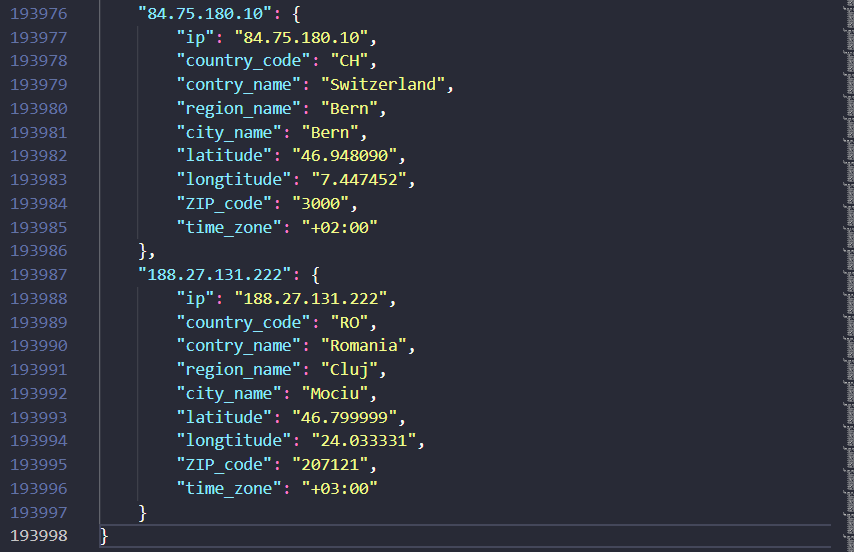 193976 "84.75.180.10": {
193977 "ip": "84.75.180.10",
193978 "country_code": "CH",
193979 "contry_name": "Switzerland",
193980 "region_name": "Bern",
193981 "city_name": "Bern",
193982 "latitude": "46.948090",
193983 "longtitude": "7.447452",
193984 "ZIP_code": "3000",
193985 "time_zone": "+02:00"
193986 },
193987 "188.27.131.222": {
193988 "ip": "188.27.131.222",
193989 "country_code": "RO",
193990 "contry_name": "Romania",
193991 "region_name": "Cluj",
193992 "city_name": "Mociu",
193993 "latitude": "46.799999",
193994 "longtitude": "24.033331",
193995 "ZIP_code": "207121",
193996 "time_zone": "+03:00"
193997 }
193998 }